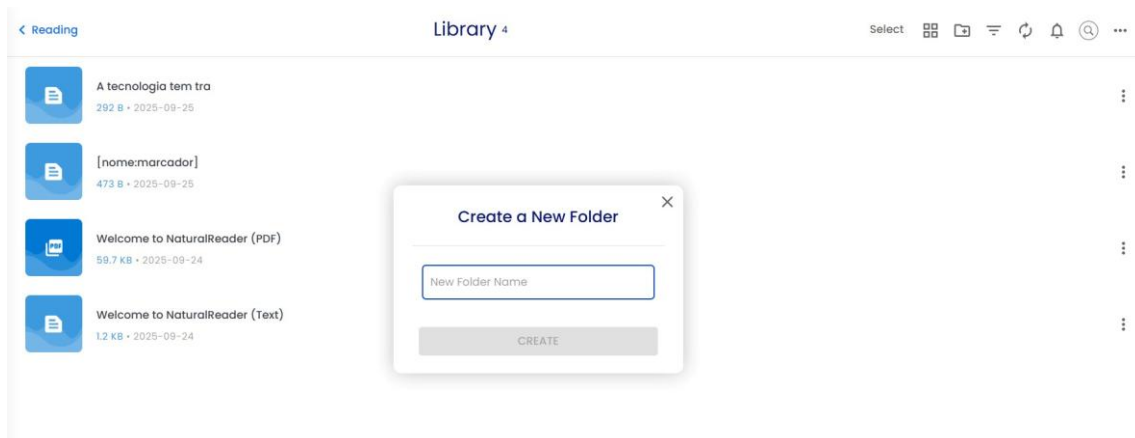 Reading
Library 4
Select
A tecnologia tem tra
292 B • 2025-09-25
[nome:marcador]
473 B • 2025-09-25
Create a New Folder
PDF
Welcome to NaturalReader (PDF)
59.7 KB • 2025-09-24
New Folder Name
Welcome to NaturalReader (Text)
1.2 KB • 2025-09-24
CREATE